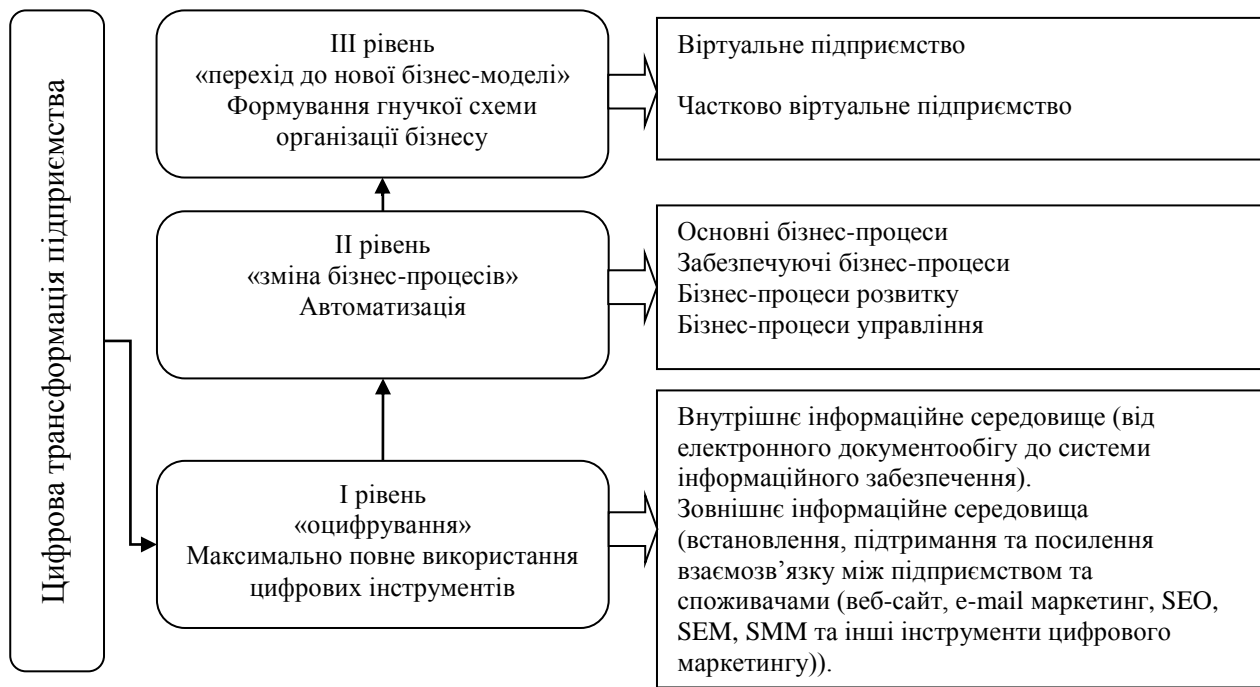 Цифрова трансформація підприємства
ІІІ рівень
«перехід до нової бізнес-моделі»
Формування гнучкої схеми
організації бізнесу
Віртуальне підприємство
Частково віртуальне підприємство
ІІ рівень
«зміна бізнес-процесів»
Автоматизація
Основні бізнес-процеси
Забезпечуючі бізнес-процеси
Бізнес-процеси розвитку
Бізнес-процеси управління
І рівень
«оцифрування»
Максимально повне використання
цифрових інструментів
Внутрішнє інформаційне середовище (від
електронного документообігу до системи
інформаційного забезпечення).
Зовнішнє інформаційне середовища
(встановлення, підтримання та посилення
взаємозв’язку між підприємством та
споживачами (веб-сайт, e-mail маркетинг, SEO,
SEM, SMM та інші інструменти цифрового
маркетингу)).